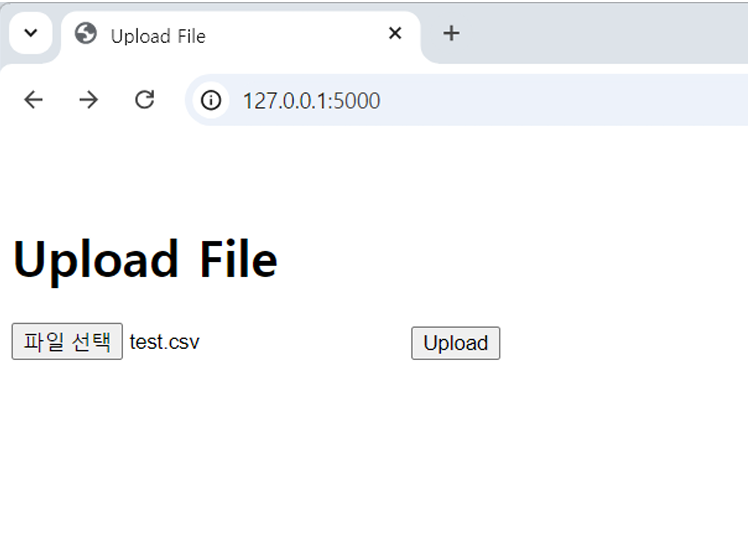 Upload File
127.0.0.1:5000
Upload File
파일 선택 test.csv Upload